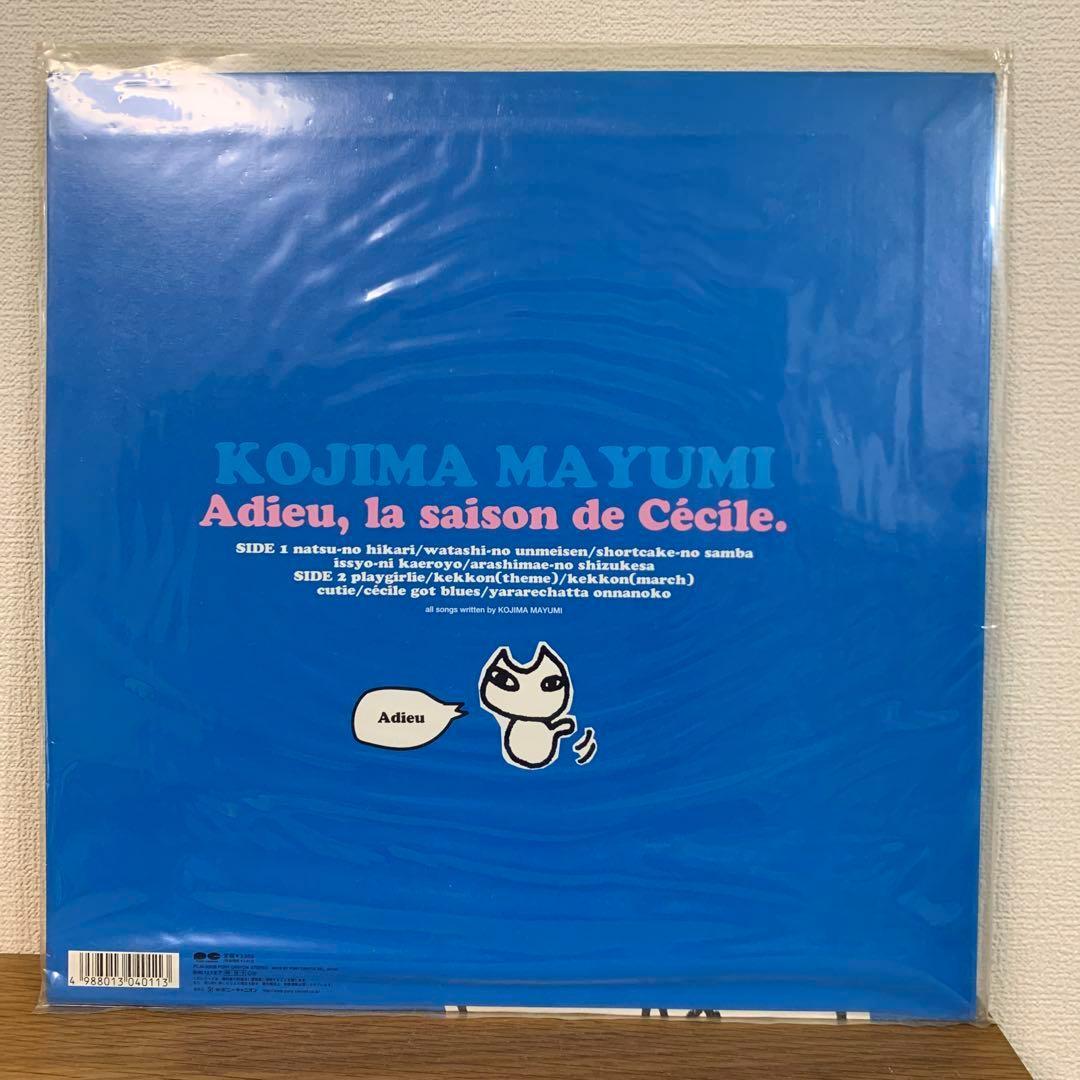 KOJIMA MAYUMI
Adieu, la saison de Cécile.
SIDE 1 natsu-no hikari/watashi-no unmeisen/shortcake-no samba
issyo-ni kaeroyo/arashimae-no shizukesa
SIDE 2 playgirlie/kekkon(theme)/kekkon(march)
cutie/cécile got blues/yararechatta onnanoko
all songs written by KOJIMA MAYUMI
Adieu
4 988013 040113